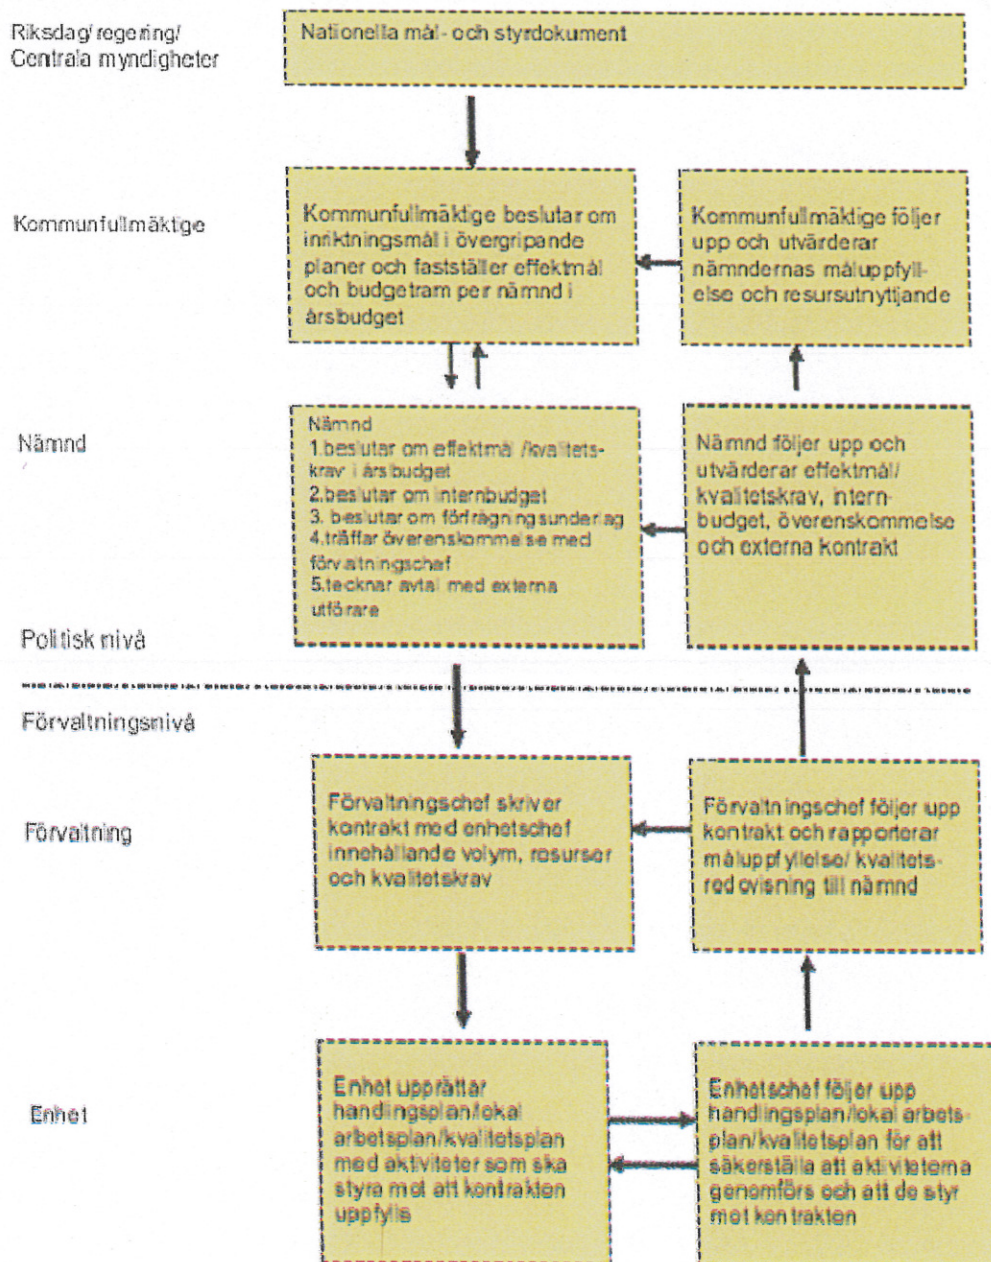 Riksdag/regering/
Centrala myndigheter
Nationella mål- och styrdokument
Kommunfullmäktige
Kommunfullmäktige beslutar om
inriktningsmål i övergripande
planer och fastställer effektmål
och budgetram per nämnd i
årsbudget
Kommunfullmäktige följer
upp och utvärderar
nämndernas måluppfyll-
else och resursutnyttjande
Nämnd
Nämnd
1.beslutar om effektmål /kvalitets-
krav i årsbudget
2.beslutar om internbudget
3. beslutar om förfrågningsunderlag
4.träffar överenskommelse med
förvaltningschef
5.tecknar avtal med externa
utförare
Nämnd följer upp och
utvärderar effektmål/
kvalitetskrav, intern-
budget, överenskommelse
och externa kontrakt
Politisk nivå
Förvaltningsnivå
Förvaltning
Förvaltningschef skriver
kontrakt med enhetschef
innehållande volym, resurser
och kvalitetskrav
Förvaltningschef följer upp
kontrakt och rapporterar
måluppfyllelse/ kvalitets-
redovisning till nämnd
Enhet
Enhet upprättar
handlingsplan/lokal
arbetsplan/kvalitetsplan
med aktiviteter som ska
styra mot att kontrakten
uppfylls
Enhetschef följer upp
handlingsplan/lokal arbets-
plan/kvalitetsplan för att
säkerställa att aktiviteterna
genomförs och att de styr
mot kontrakten